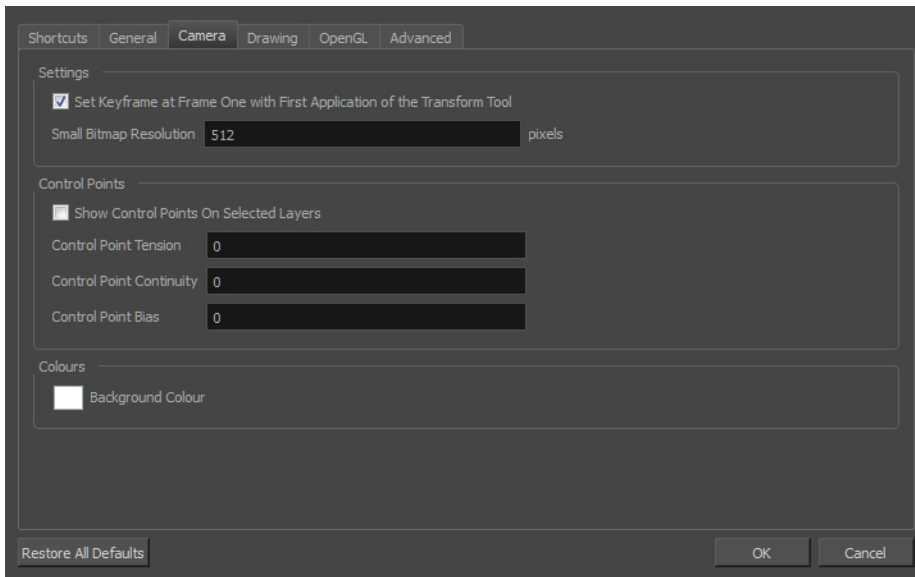 Shortcuts General Camera Drawing OpenGL Advanced
Settings
Set Keyframe at Frame One with First Application of the Transform Tool
Small Bitmap Resolution 512 pixels
Control Points
Show Control Points On Selected Layers
Control Point Tension 0
Control Point Continuity 0
Control Point Bias 0
Colours
Background Colour
Restore All Defaults OK Cancel